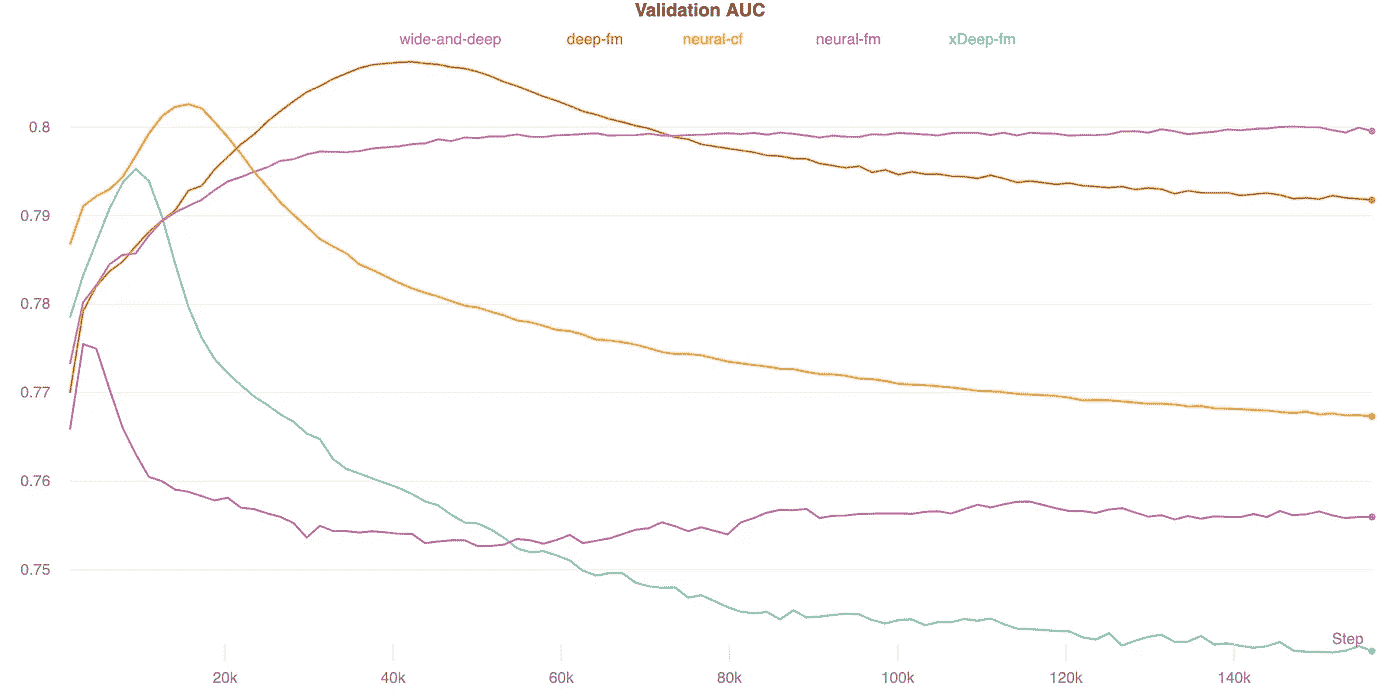 Validation AUC
wide-and-deep deep-fm neural-cf neural-fm xDeep-fm
0.8
0.79
0.78
0.77
0.76
0.75
Step
20k 40k 60k 80k 100k 120k 140k